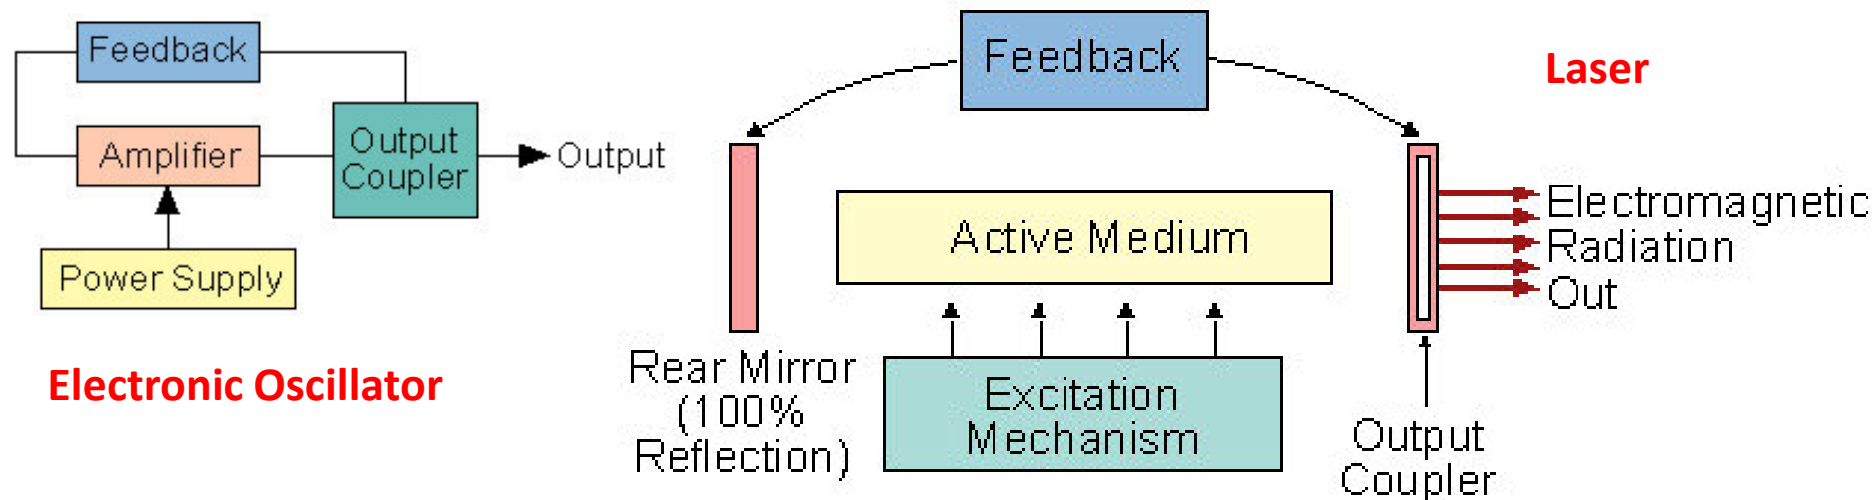 Feedback
Amplifier
Output
Coupler
Output
Power Supply
Electronic Oscillator
Feedback
Laser
Active Medium
Electromagnetic
Radiation
Out
Rear Mirror
(100%
Reflection)
Excitation
Mechanism
Output
Coupler